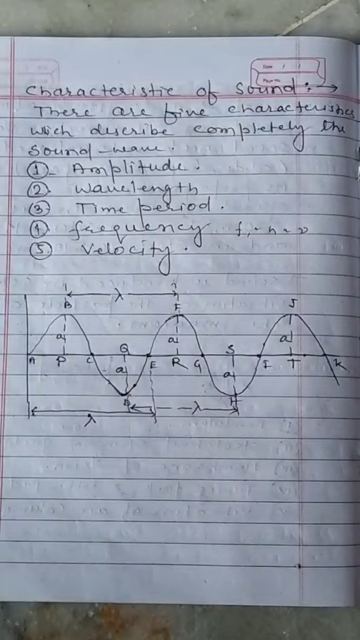 Characteristic of Sound :→
There are five characteristics
wich describe completely the
Sound-wave.
① Amplitude.
② Wavelength
③ Time period.
④ frequency f, n, ν
⑤ Velocity.
λ
B F J
a a a
A P C Q E R G S I T K
a a
D H
λ λ